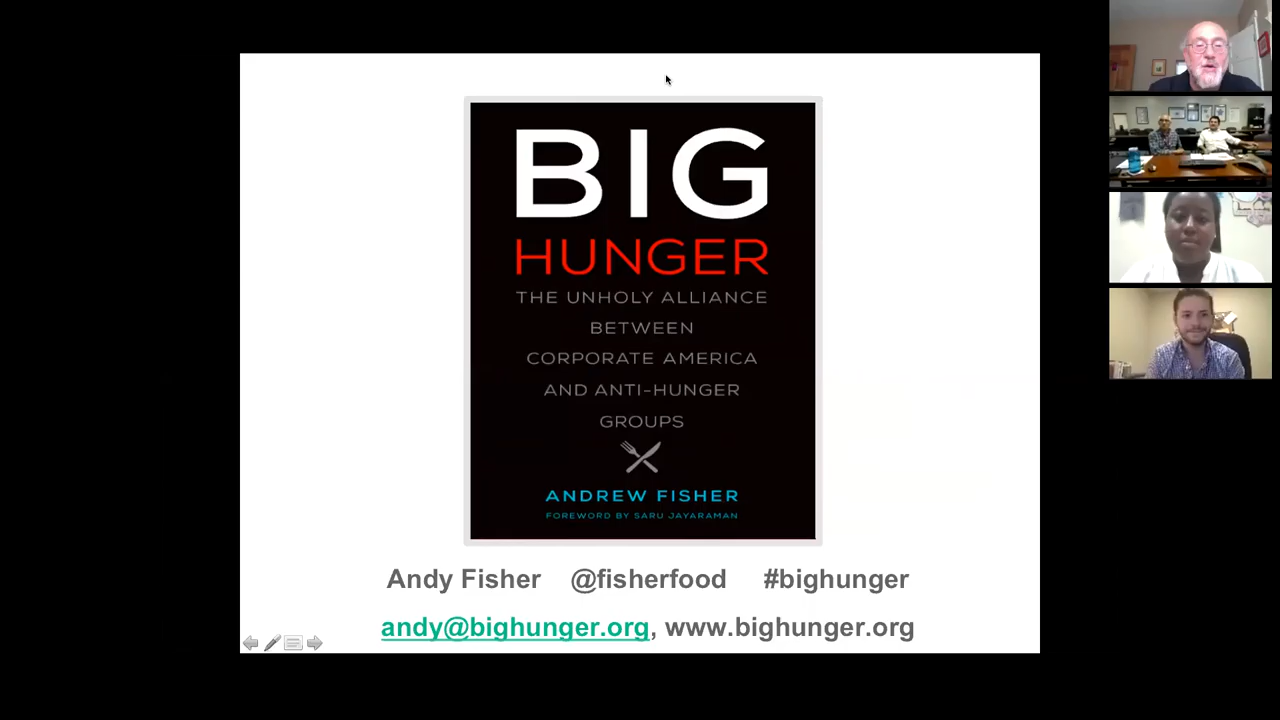 BIG
HUNGER
THE UNHOLY ALLIANCE
BETWEEN
CORPORATE AMERICA
AND ANTI-HUNGER
GROUPS
ANDREW FISHER
FOREWORD BY SARU JAYARAMAN
Andy Fisher @fisherfood #bighunger
andy@bighunger.org, www.bighunger.org